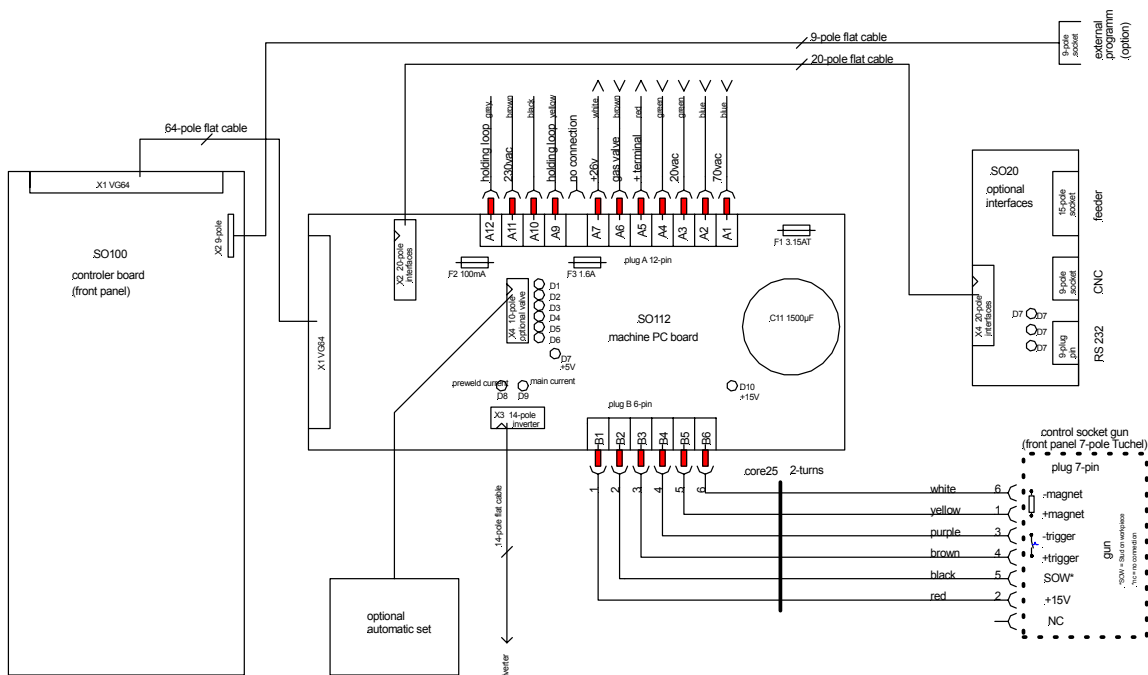 9-pole flat cable
20-pole flat cable
9-pole
socket
external
programm
(option)
64-pole flat cable
X1 VG64
X2 9-pole
SO100
controler board
(front panel)
holding loop
grey
230vac
brown
black
holding loop
yellow
no connection
+26v
white
gas valve
brown
+ terminal
red
green
20vac
green
blue
70vac
blue
A12
A11
A10
A9
A7
A6
A5
A4
A3
A2
A1
plug A 12-pin
F1 3.15AT
F2 100mA
F3 1.6A
X2 20-pole
interfaces
X4 10-pole
optional valve
D1
D2
D3
D4
D5
D6
D7
+5V
SO112
machine PC board
C11 1500µF
X1 VG64
preweld current
main current
D8
D9
D10
+15V
X3 14-pole
inverter
plug B 6-pin
B1
B2
B3
B4
B5
B6
1
2
3
4
5
6
core25 2-turns
14-pole flat cable
optional
automatic set
verter
SO20
optional
interfaces
15-pole
socket
feeder
9-pole
socket
CNC
9-plug
pin
RS 232
X4 20-pole
interfaces
D7
D7
D7
control socket gun
(front panel 7-pole Tuchel)
plug 7-pin
white 6 -magnet
yellow 1 +magnet
purple 3 -trigger
brown 4 +trigger
black 5 SOW*
red 2 +15V
NC
gun
*SOW = Stud on workpiece
*nc = no connection